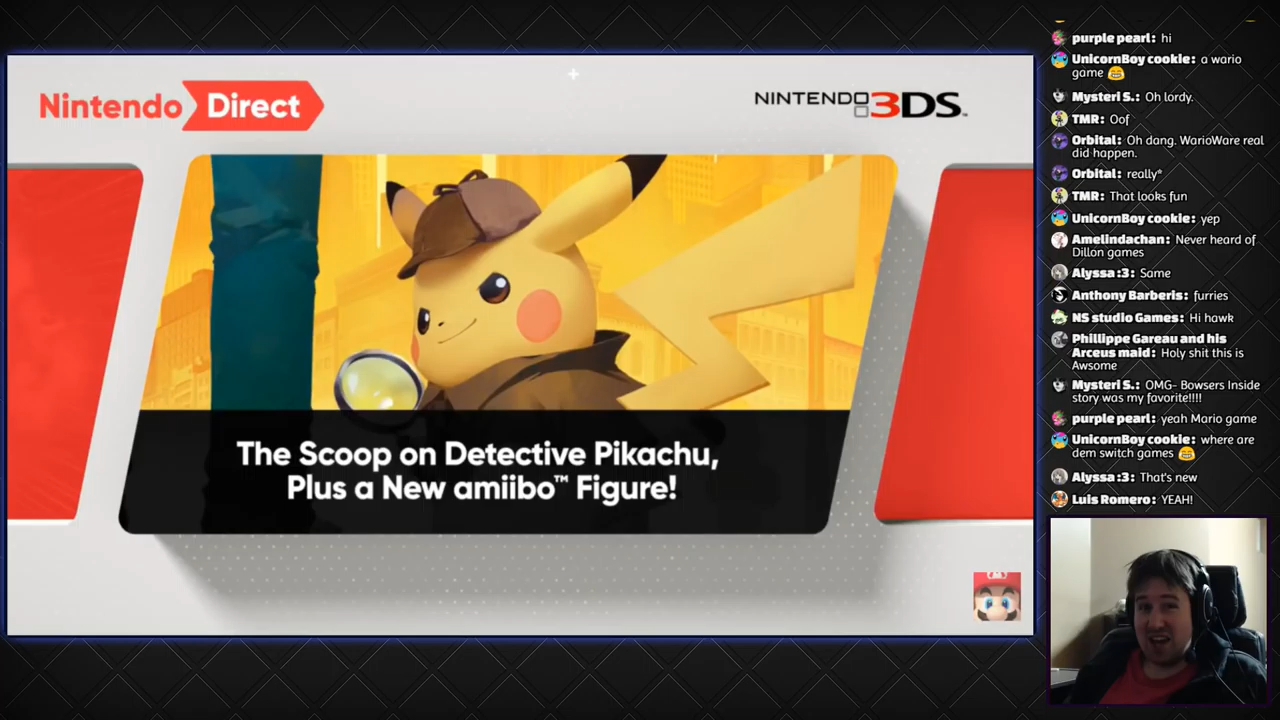 Nintendo Direct
NINTENDO 3DS™
The Scoop on Detective Pikachu,
Plus a New amiibo™ Figure!
M
purple pearl: hi
UnicornBoy cookie: a wario
game 😂
Mysteri S.: Oh lordy.
TMR: Oof
Orbital: Oh dang. WarioWare real
did happen.
Orbital: really*
TMR: That looks fun
UnicornBoy cookie: yep
Amelindachan: Never heard of
Dillon games
Alyssa :3: Same
Anthony Barberis: furries
NS studio Games: Hi hawk
Phillippe Gareau and his
Arceus maid: Holy shit this is
Awsome
Mysteri S.: OMG- Bowsers Inside
story was my favorite!!!!
purple pearl: yeah Mario game
UnicornBoy cookie: where are
dem switch games 😂
Alyssa :3: That's new
Luis Romero: YEAH!